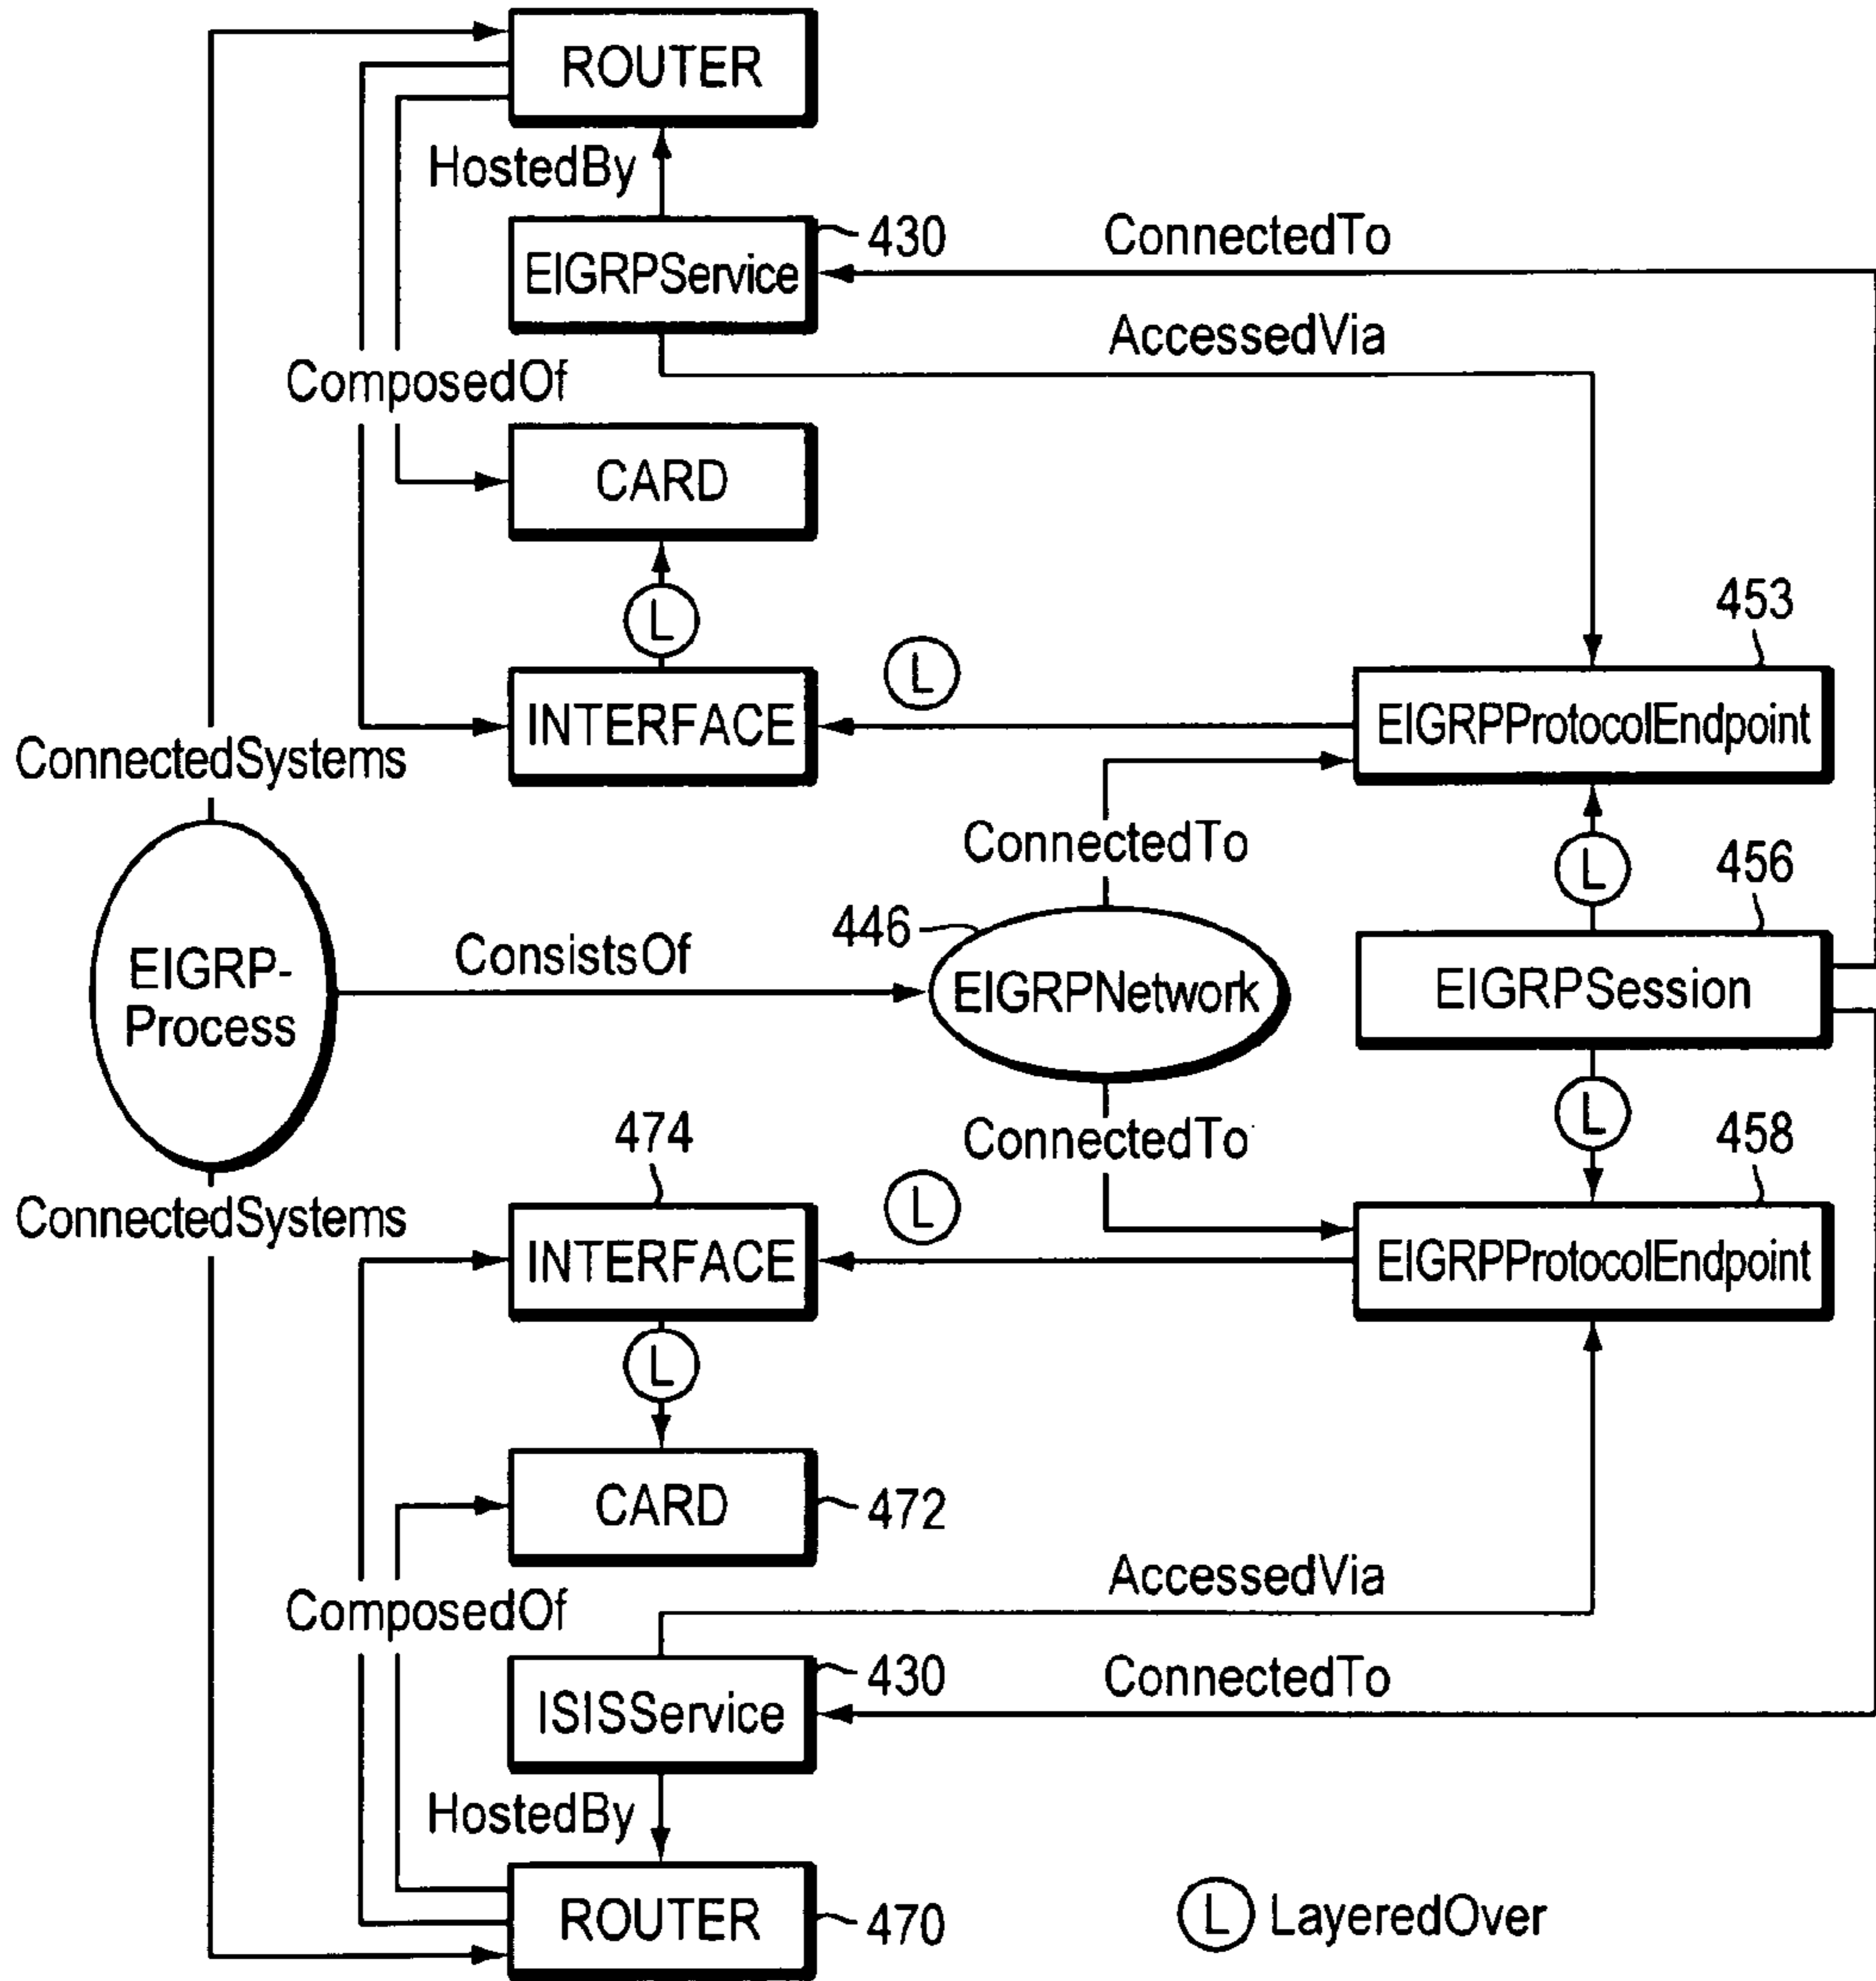 ROUTER
HostedBy
430
ConnectedTo
EIGRPService
AccessedVia
ComposedOf
CARD
L
453
L
INTERFACE
EIGRPProtocolEndpoint
ConnectedSystems
ConnectedTo
L
456
446
EIGRP-
Process
ConsistsOf
EIGRPNetwork
EIGRPSession
L
474
ConnectedTo
458
ConnectedSystems
L
INTERFACE
EIGRPProtocolEndpoint
L
CARD
472
AccessedVia
ComposedOf
430
ConnectedTo
ISISService
HostedBy
ROUTER
470
L LayeredOver